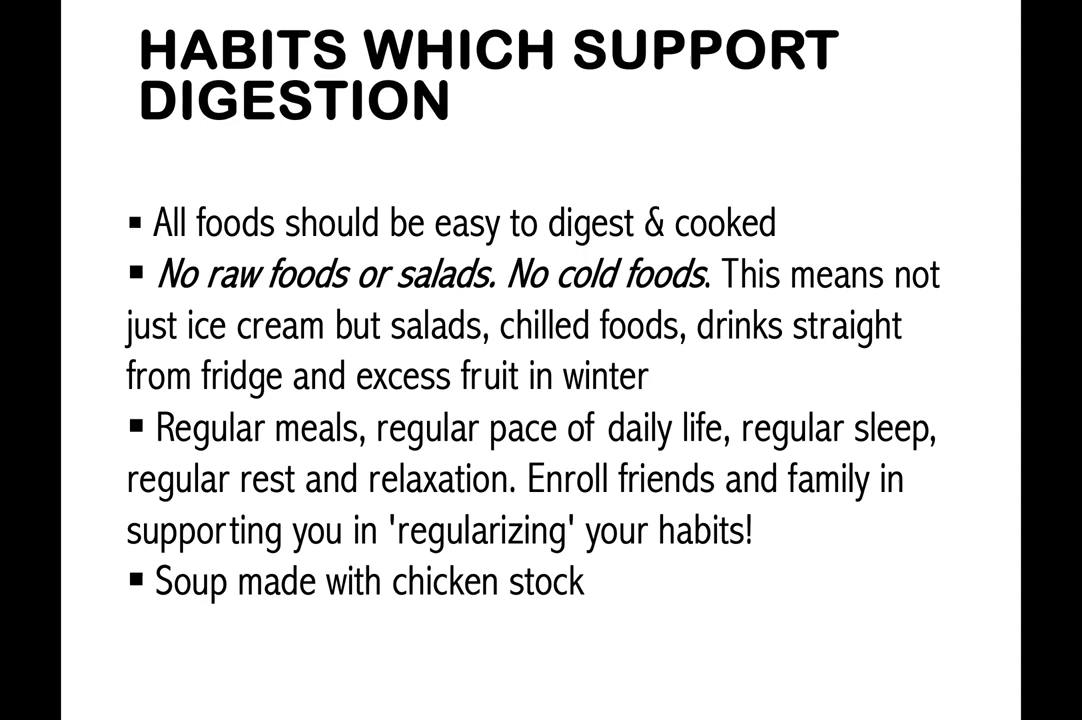 HABITS WHICH SUPPORT
DIGESTION
▪ All foods should be easy to digest & cooked
▪ No raw foods or salads. No cold foods. This means not
just ice cream but salads, chilled foods, drinks straight
from fridge and excess fruit in winter
▪ Regular meals, regular pace of daily life, regular sleep,
regular rest and relaxation. Enroll friends and family in
supporting you in 'regularizing' your habits!
▪ Soup made with chicken stock